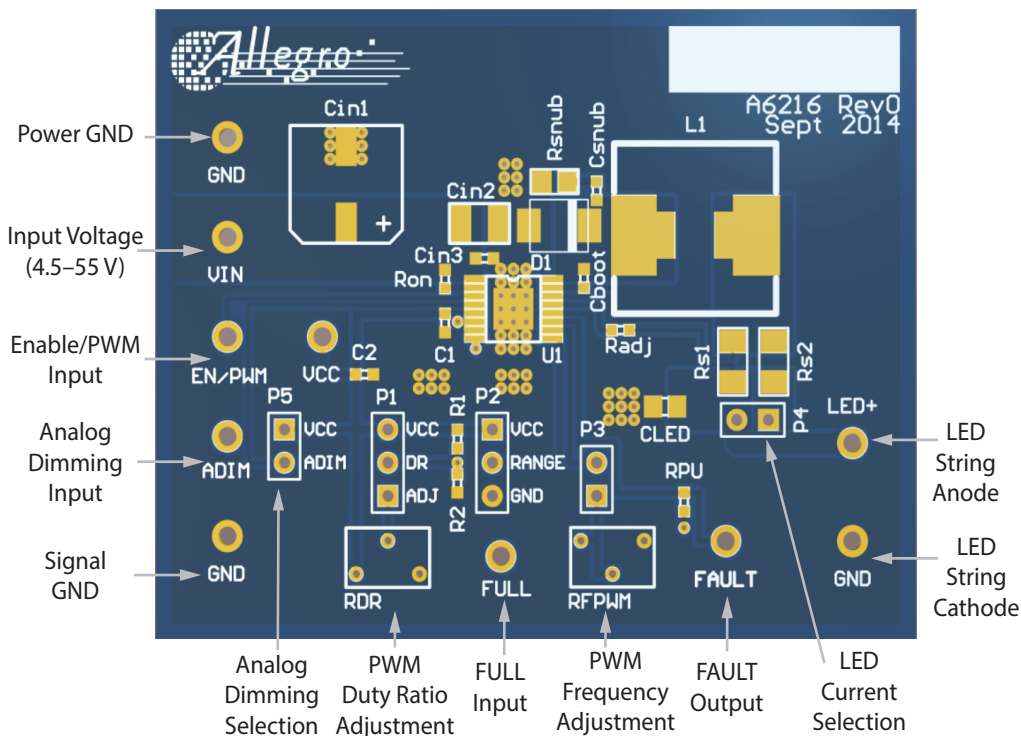 Allegro
A6216 Rev0
Sept 2014
Power GND
GND
Cin1
Rsnub
Csnub
L1
Input Voltage
(4.5–55 V)
VIN
Cin2
Cin3
D1
Ron
Cboot
Enable/PWM
Input
EN/PWM
VCC
C2
C1
U1
Radj
Rs1
Rs2
Analog
Dimming
Input
ADIM
P5
VCC
ADIM
P1
VCC
DR
ADJ
R1
R2
P2
VCC
RANGE
GND
P3
CLED
P4
LED+
LED
String
Anode
RPU
Signal
GND
GND
RDR
FULL
RFPWM
FAULT
GND
LED
String
Cathode
Analog
Dimming
Selection
PWM
Duty Ratio
Adjustment
FULL
Input
PWM
Frequency
Adjustment
FAULT
Output
LED
Current
Selection